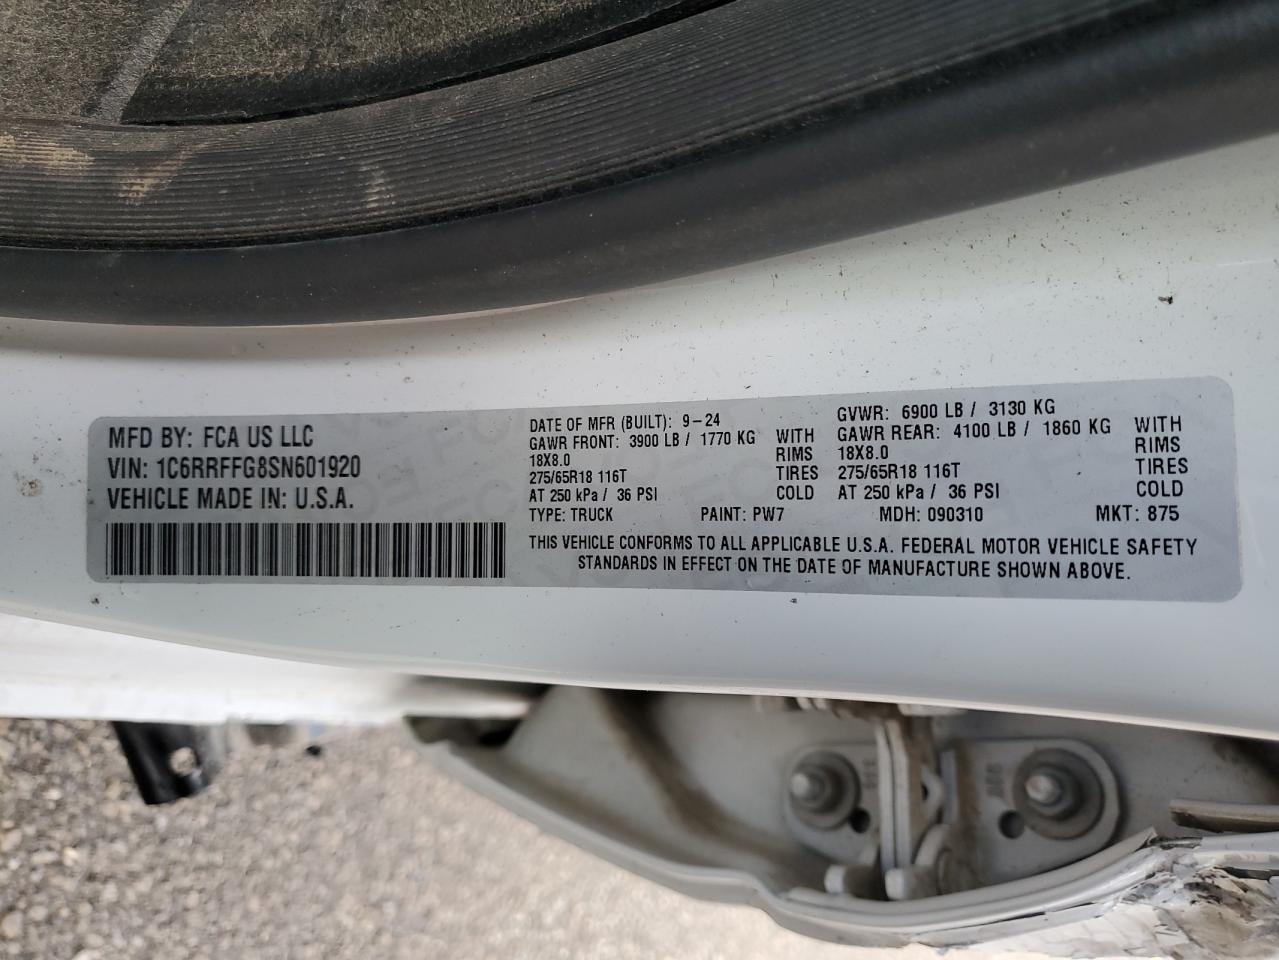 MFD BY: FCA US LLC
VIN: 1C6RRFFG8SN601920
VEHICLE MADE IN: U.S.A.
DATE OF MFR (BUILT): 9-24
GAWR FRONT: 3900 LB / 1770 KG WITH
18X8.0 RIMS
275/65R18 116T TIRES
AT 250 kPa / 36 PSI COLD
GVWR: 6900 LB / 3130 KG
GAWR REAR: 4100 LB / 1860 KG WITH
18X8.0 RIMS
275/65R18 116T TIRES
AT 250 kPa / 36 PSI COLD
TYPE: TRUCK PAINT: PW7 MDH: 090310 MKT: 875
THIS VEHICLE CONFORMS TO ALL APPLICABLE U.S.A. FEDERAL MOTOR VEHICLE SAFETY
STANDARDS IN EFFECT ON THE DATE OF MANUFACTURE SHOWN ABOVE.